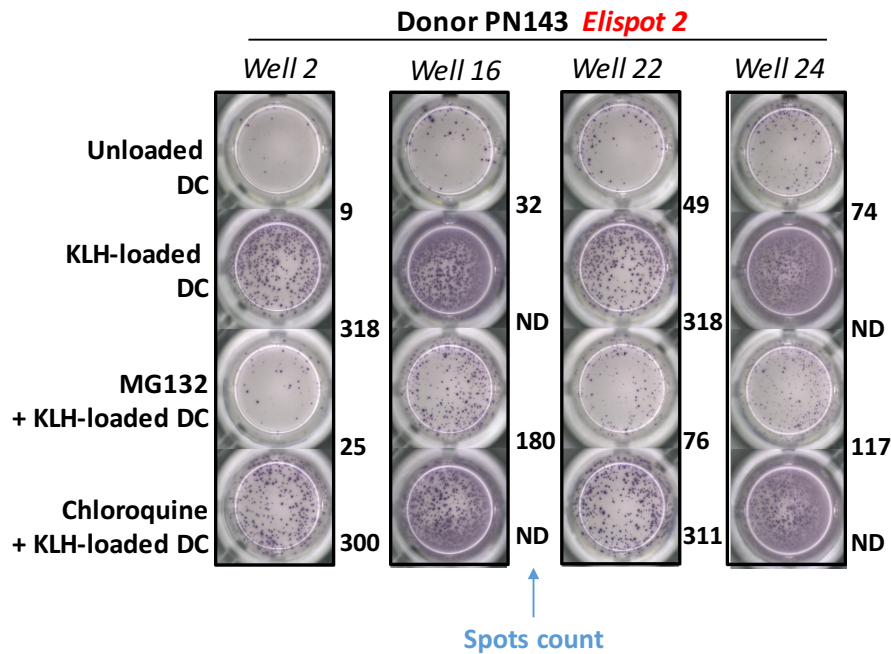 Donor PN143 Elispot 2
Well 2 Well 16 Well 22 Well 24
Unloaded
DC
9 32 49 74
KLH-loaded
DC
318 ND 318 ND
MG132
+ KLH-loaded DC
25 180 76 117
Chloroquine
+ KLH-loaded DC
300 ND 311 ND
Spots count